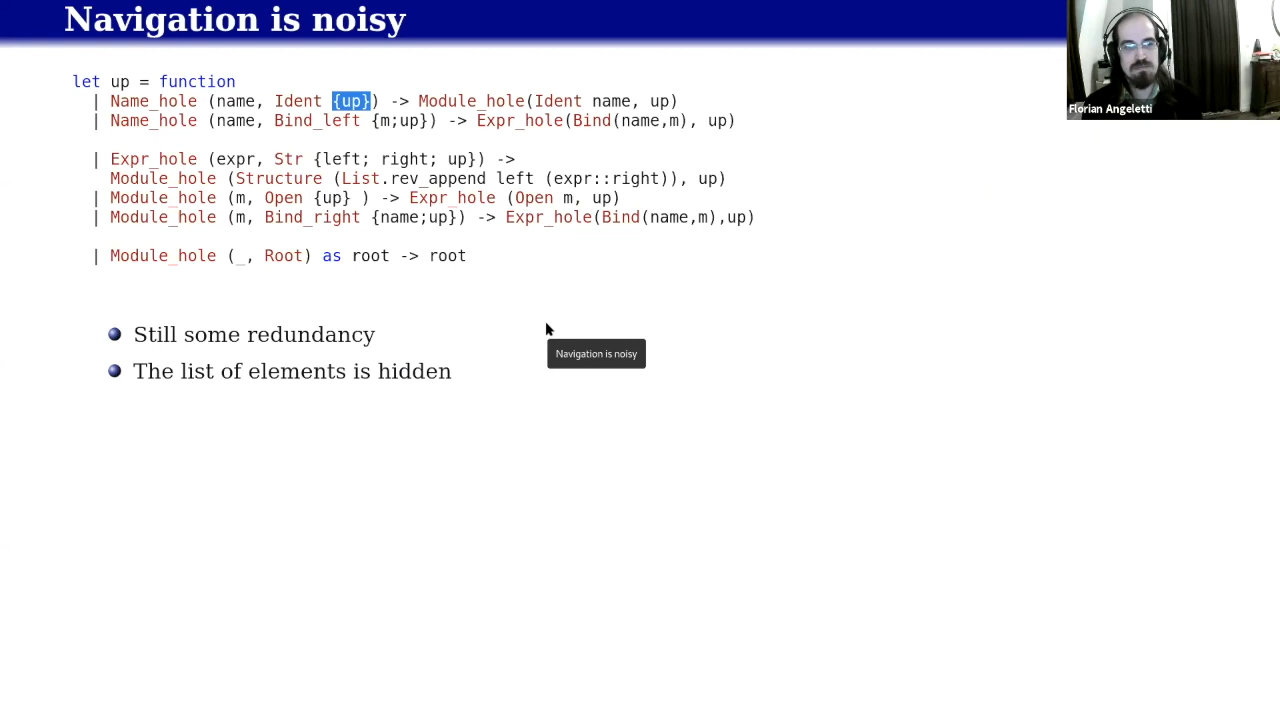 Navigation is noisy
let up = function
| Name_hole (name, Ident {up}) -> Module_hole(Ident name, up)
| Name_hole (name, Bind_left {m;up}) -> Expr_hole(Bind(name,m), up)
| Expr_hole (expr, Str {left; right; up}) ->
Module_hole (Structure (List.rev_append left (expr::right)), up)
| Module_hole (m, Open {up} ) -> Expr_hole (Open m, up)
| Module_hole (m, Bind_right {name;up}) -> Expr_hole(Bind(name,m),up)
| Module_hole (_, Root) as root -> root
Still some redundancy
The list of elements is hidden
Navigation is noisy
Florian Angeletti